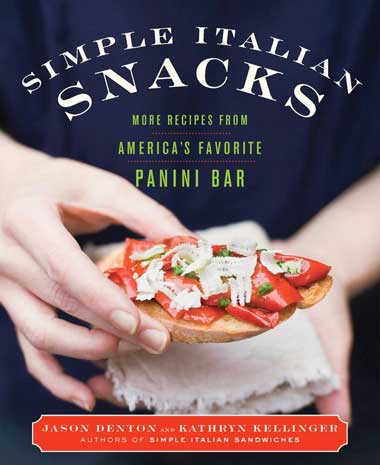 SIMPLE ITALIAN
SNACKS
MORE RECIPES FROM
AMERICA'S FAVORITE
PANINI BAR
JASON DENTON AND KATHRYN KELLINGER
AUTHORS OF SIMPLE ITALIAN SANDWICHES